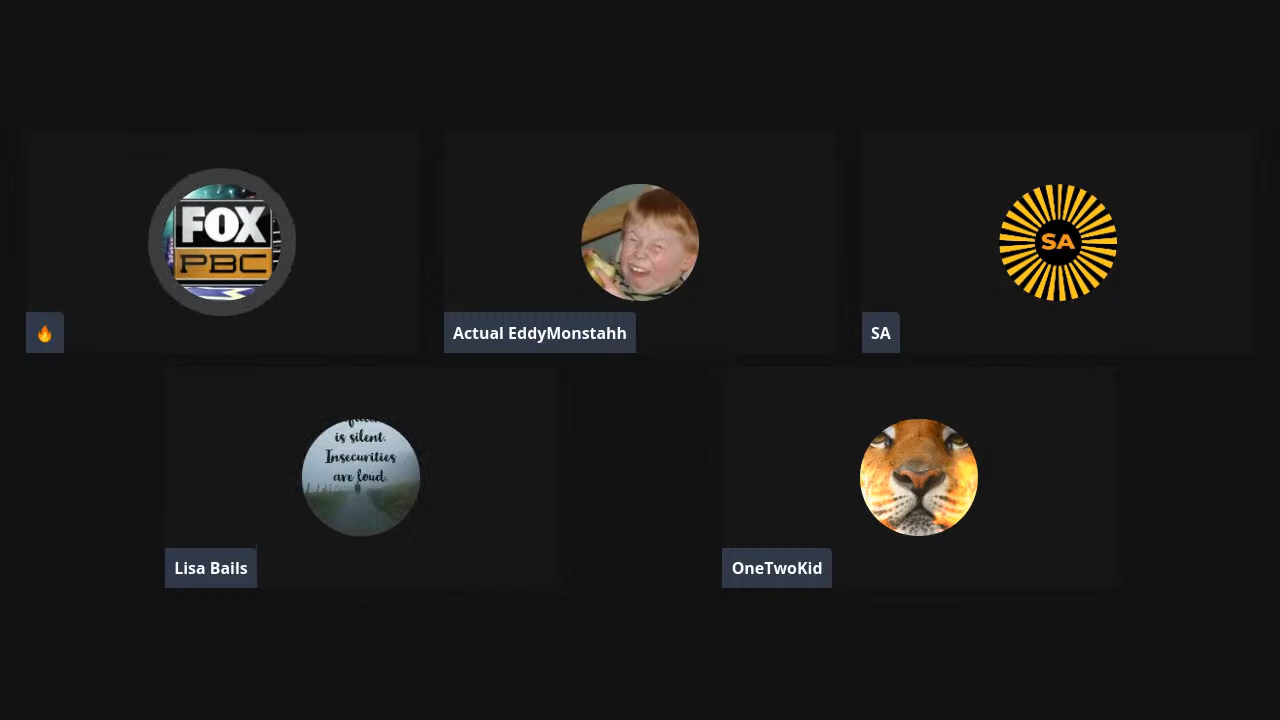 FOX
PBC
SA
🔥
Actual EddyMonstahh
SA
is silent.
Insecurities
are loud.
Lisa Bails
OneTwoKid